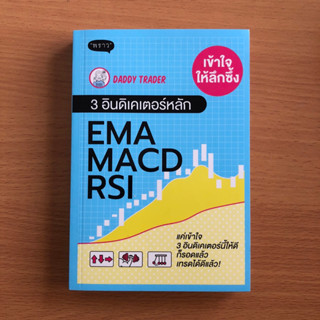 "พราว"
เข้าใจ
ให้ลึกซึ้ง
DADDY TRADER
3 อินดิเคเตอร์หลัก
EMA
MACD
RSI
แค่เข้าใจ
3 อินดิเคเตอร์นี้ให้ดี
ก็รอดแล้ว
เทรดได้ดีแล้ว!